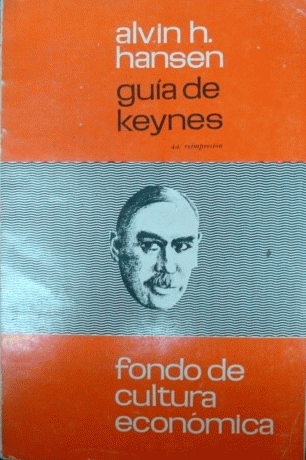 alvin h.
hansen
guía de
keynes
4a. reimpresión
fondo de
cultura
económica